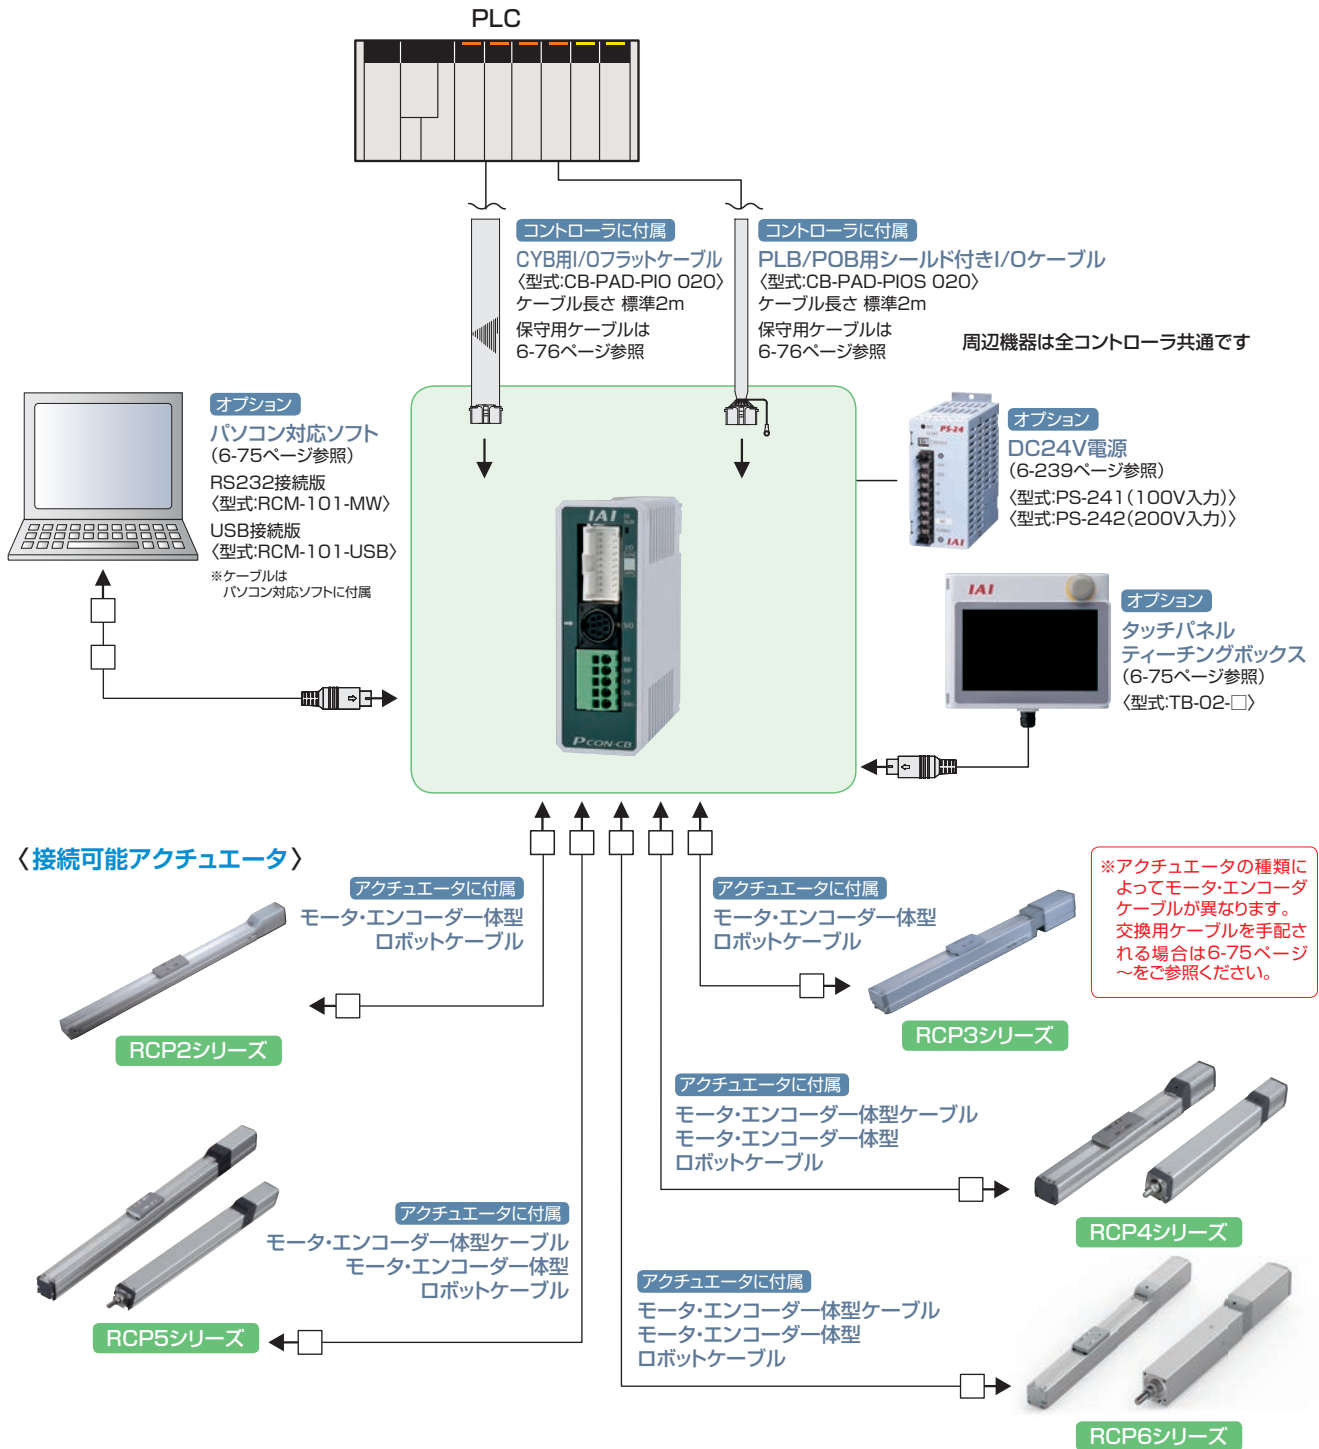 PLC
コントローラに付属
CYB用I/Oフラットケーブル
〈型式:CB-PAD-PIO 020〉
ケーブル長さ 標準2m
保守用ケーブルは
6-76ページ参照
コントローラに付属
PLB/POB用シールド付きI/Oケーブル
〈型式:CB-PAD-PIOS 020〉
ケーブル長さ 標準2m
保守用ケーブルは
6-76ページ参照
周辺機器は全コントローラ共通です
オプション
パソコン対応ソフト
(6-75ページ参照)
RS232接続版
〈型式:RCM-101-MW〉
USB接続版
〈型式:RCM-101-USB〉
※ケーブルは
パソコン対応ソフトに付属
IAI
SIO
PCON-CB
PS-24
IAI
オプション
DC24V電源
(6-239ページ参照)
〈型式:PS-241(100V入力)〉
〈型式:PS-242(200V入力)〉
IAI
オプション
タッチパネル
ティーチングボックス
(6-75ページ参照)
〈型式:TB-02-□〉
〈接続可能アクチュエータ〉
アクチュエータに付属
モータ・エンコーダ一体型
ロボットケーブル
RCP2シリーズ
アクチュエータに付属
モータ・エンコーダ一体型
ロボットケーブル
RCP3シリーズ
※アクチュエータの種類に
よってモータ・エンコーダ
ケーブルが異なります。
交換用ケーブルを手配さ
れる場合は6-75ページ
~をご参照ください。
アクチュエータに付属
モータ・エンコーダ一体型ケーブル
モータ・エンコーダ一体型
ロボットケーブル
RCP4シリーズ
アクチュエータに付属
モータ・エンコーダ一体型ケーブル
モータ・エンコーダ一体型
ロボットケーブル
RCP5シリーズ
アクチュエータに付属
モータ・エンコーダ一体型ケーブル
モータ・エンコーダ一体型
ロボットケーブル
RCP6シリーズ